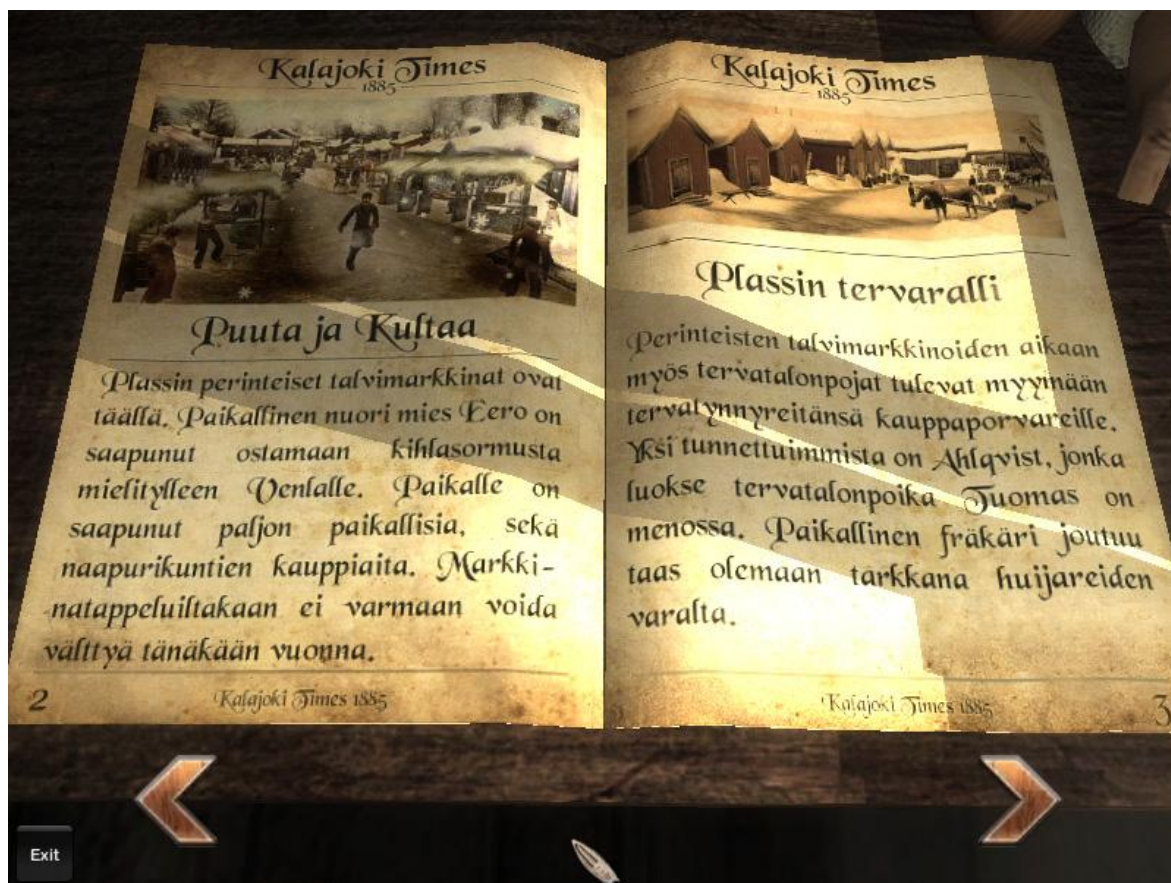 Kalajoki Times
1885
Puuta ja Kultaa
Plassin perinteiset talvimarkkinat ovat
täällä. Paikallinen nuori mies Eero on
saapunut ostamaan kihlasormusta
mielitylleen Venlalle. Paikalle on
saapunut paljon paikallisia, sekä
naapurikuntien kauppiaita. Markki-
natappeluiltakaan ei varmaan voida
välttyä tänäkään vuonna.
2
Kalajoki Times 1885
Kalajoki Times
1885
Plassin tervaralli
Perinteisten talvimarkkinoiden aikaan
myös tervatalonpojat tulevat myymään
tervatynnyreitänsä kauppaporvareille.
Yksi tunnettuimmista on Ahlqvist, jonka
luokse tervatalonpoika Tuomas on
menossa. Paikallinen fräkäri joutuu
taas olemaan tarkkana huijareiden
varalta.
Kalajoki Times 1885
3
Exit